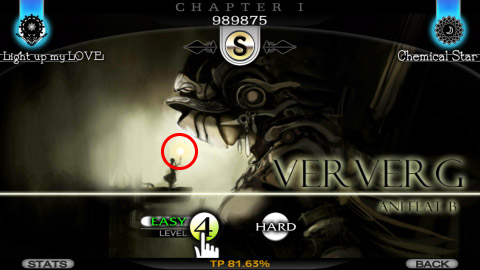 CHAPTER I
989875
S
Light up my LOVE
Chemical Star
VERVERG
ANI FEAT. B
EASY
LEVEL
4
HARD
STATS
TP 81.63%
BACK